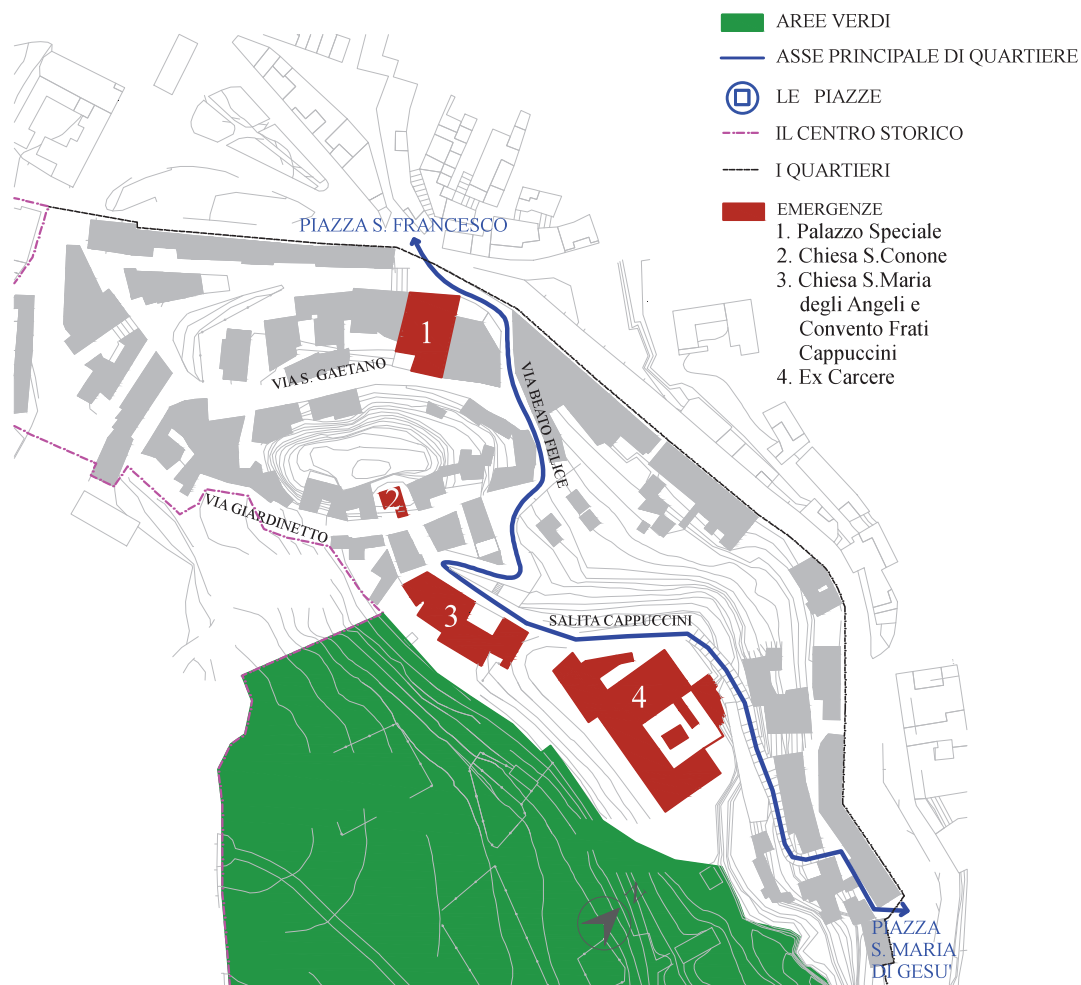 AREE VERDI
ASSE PRINCIPALE DI QUARTIERE
LE PIAZZE
IL CENTRO STORICO
I QUARTIERI
EMERGENZE
1. Palazzo Speciale
2. Chiesa S.Conone
3. Chiesa S.Maria
degli Angeli e
Convento Frati
Cappuccini
4. Ex Carcere
PIAZZA S. FRANCESCO
1
VIA S. GAETANO
VIA BEATO FELICE
2
VIA GIARDINETTO
3
SALITA CAPPUCCINI
4
PIAZZA
S. MARIA
DI GESU'